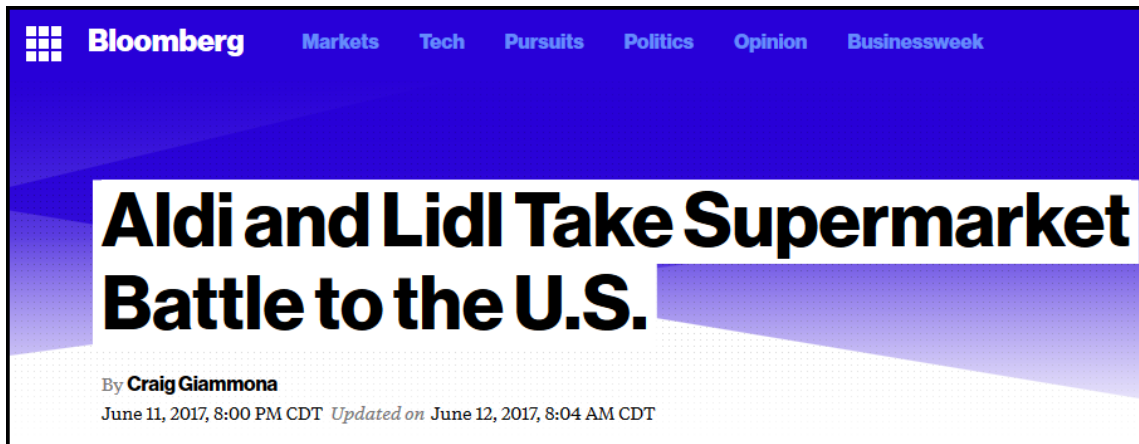 Bloomberg Markets Tech Pursuits Politics Opinion Businessweek
Aldi and Lidl Take Supermarket
Battle to the U.S.
By Craig Giammona
June 11, 2017, 8:00 PM CDT Updated on June 12, 2017, 8:04 AM CDT